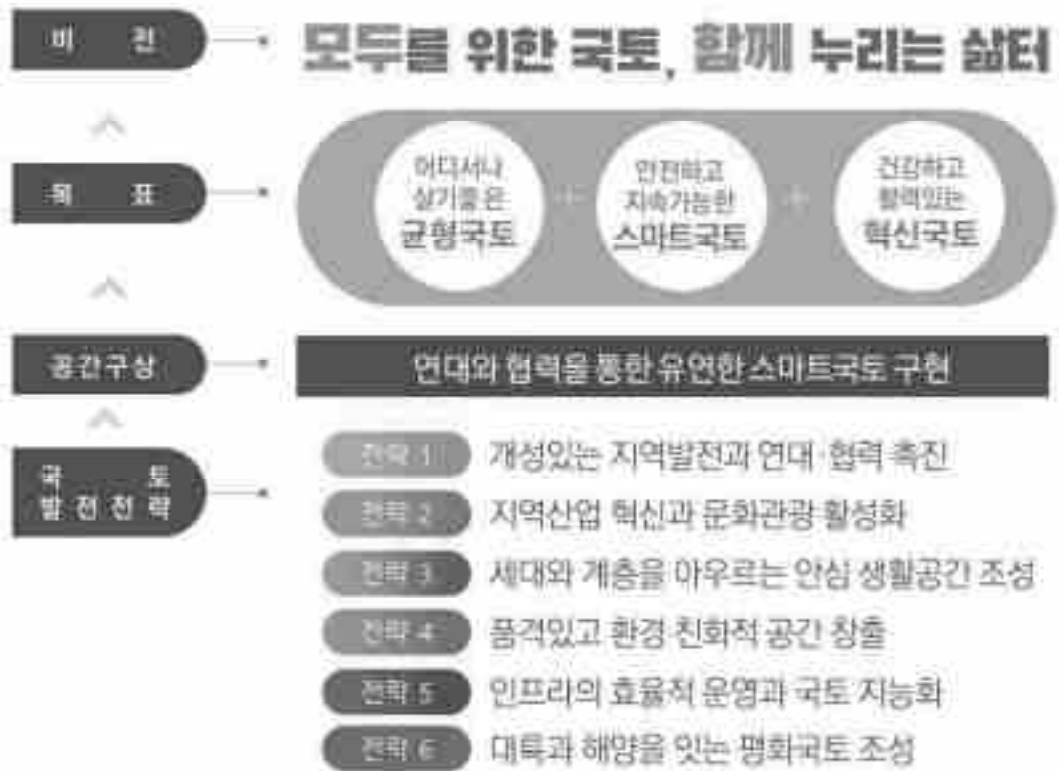 비 전
모두를 위한 국토, 함께 누리는 삶터
목 표
어디서나
살기좋은
균형국토
+
안전하고
지속가능한
스마트국토
+
건강하고
활력있는
혁신국토
공간구상
연대와 협력을 통한 유연한 스마트국토 구현
국 토
발 전 전 략
전략 1 개성있는 지역발전과 연대·협력 촉진
전략 2 지역산업 혁신과 문화관광 활성화
전략 3 세대와 계층을 아우르는 안심 생활공간 조성
전략 4 품격있고 환경 친화적 공간 창출
전략 5 인프라의 효율적 운영과 국토 지능화
전략 6 대륙과 해양을 잇는 평화국토 조성